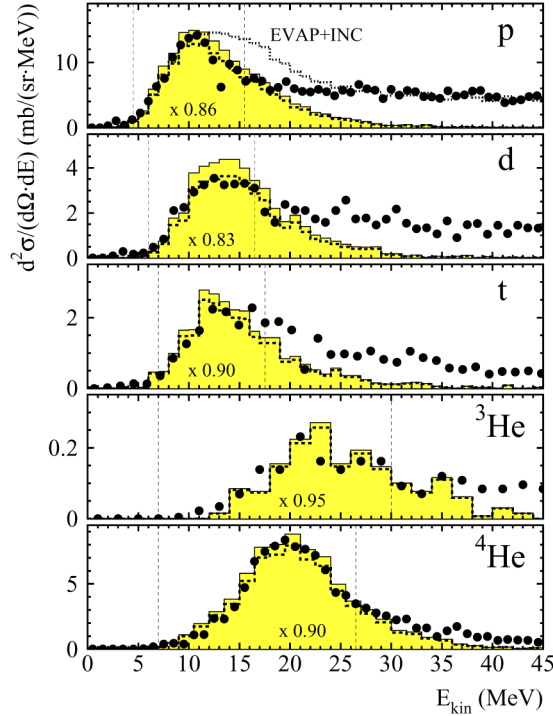 EVAP+INC
p
10
0
x 0.86
d
4
2
0
x 0.83
t
2
0
x 0.90
³He
0.2
0
x 0.95
⁴He
5
0
x 0.90
0 5 10 15 20 25 30 35 40 45
E_kin (MeV)
d²σ/(dΩ·dE) (mb/(sr·MeV)